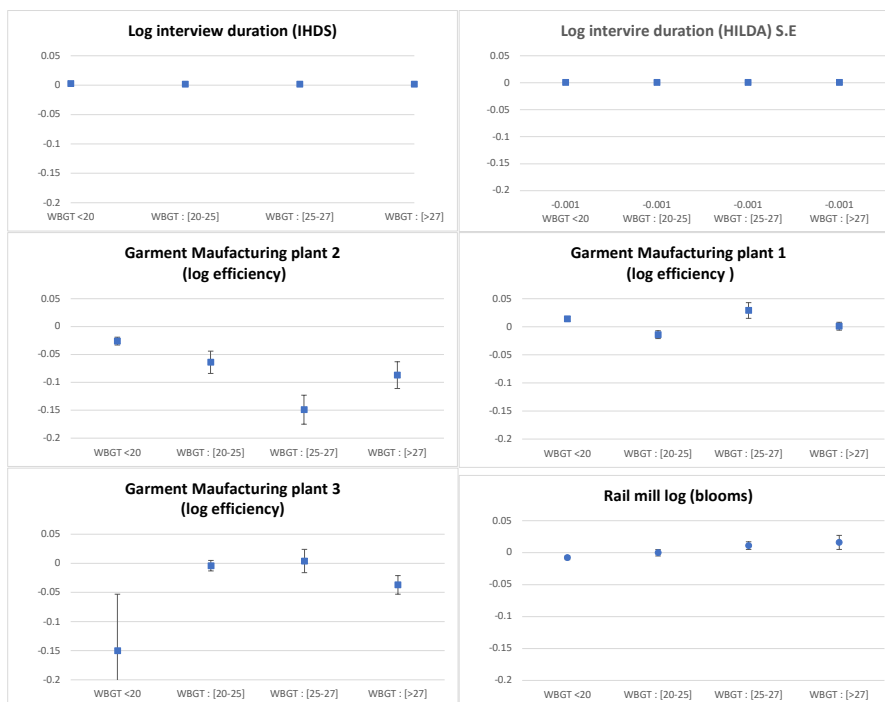 Log interview duration (IHDS)
0.05
0
-0.05
-0.1
-0.15
-0.2
WBGT <20 WBGT : [20-25] WBGT : [25-27] WBGT : [>27]
Log intervire duration (HILDA) S.E
0.05
0
-0.05
-0.1
-0.15
-0.2
-0.001 -0.001 -0.001 -0.001
WBGT <20 WBGT : [20-25] WBGT : [25-27] WBGT : [>27]
Garment Maufacturing plant 2
(log efficiency)
0.05
0
-0.05
-0.1
-0.15
-0.2
WBGT <20 WBGT : [20-25] WBGT : [25-27] WBGT : [>27]
Garment Maufacturing plant 1
(log efficiency )
0.05
0
-0.05
-0.1
-0.15
-0.2
WBGT <20 WBGT : [20-25] WBGT : [25-27] WBGT : [>27]
Garment Maufacturing plant 3
(log efficiency)
0.05
0
-0.05
-0.1
-0.15
-0.2
WBGT <20 WBGT : [20-25] WBGT : [25-27] WBGT : [>27]
Rail mill log (blooms)
0.05
0
-0.05
-0.1
-0.15
-0.2
WBGT <20 WBGT : [20-25] WBGT : [25-27] WBGT : [>27]